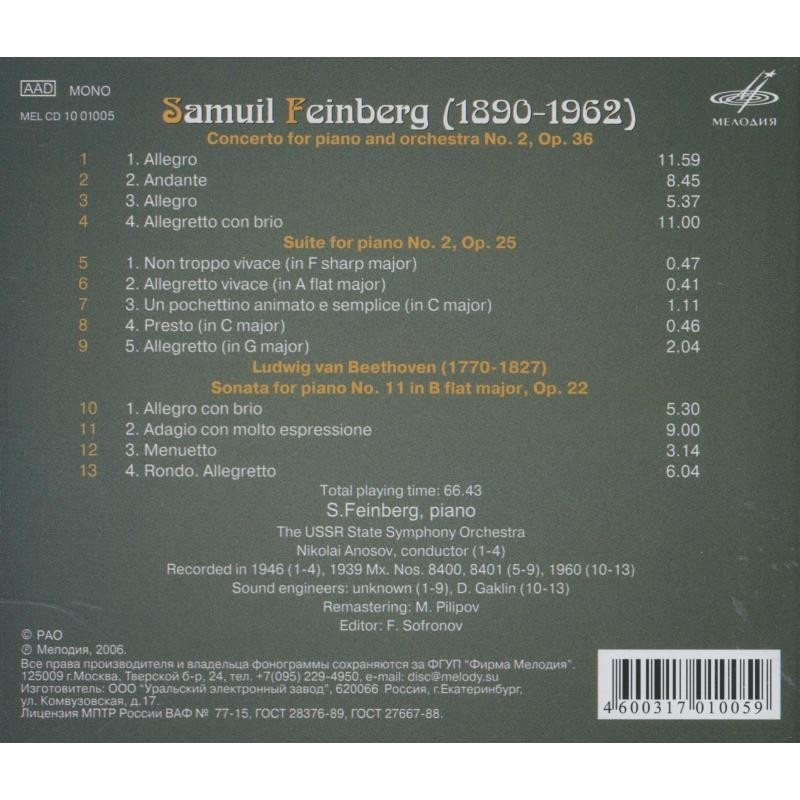 AAD MONO
MEL CD 10 01005
Samuil Feinberg (1890-1962)
МЕЛОДИЯ
Concerto for piano and orchestra No. 2, Op. 36
1 1. Allegro 11.59
2 2. Andante 8.45
3 3. Allegro 5.37
4 4. Allegretto con brio 11.00
Suite for piano No. 2, Op. 25
5 1. Non troppo vivace (in F sharp major) 0.47
6 2. Allegretto vivace (in A flat major) 0.41
7 3. Un pochettino animato e semplice (in C major) 1.11
8 4. Presto (in C major) 0.46
9 5. Allegretto (in G major) 2.04
Ludwig van Beethoven (1770-1827)
Sonata for piano No. 11 in B flat major, Op. 22
10 1. Allegro con brio 5.30
11 2. Adagio con molto espressione 9.00
12 3. Menuetto 3.14
13 4. Rondo. Allegretto 6.04
Total playing time: 66.43
S.Feinberg, piano
The USSR State Symphony Orchestra
Nikolai Anosov, conductor (1-4)
Recorded in 1946 (1-4), 1939 Mx. Nos. 8400, 8401 (5-9), 1960 (10-13)
Sound engineers: unknown (1-9), D. Gaklin (10-13)
Remastering: M. Pilipov
Editor: F. Sofronov
© РАО
℗ Мелодия, 2006.
Все права производителя и владельца фонограммы сохраняются за ФГУП "Фирма Мелодия".
125009 г.Москва, Тверской б-р, 24, тел. +7(095) 229-4950, e-mail: disc@melody.su
Изготовитель: ООО "Уральский электронный завод", 620066 Россия, г.Екатеринбург,
ул. Комвузовская, д.17.
Лицензия МПТР России ВАФ № 77-15, ГОСТ 28376-89, ГОСТ 27667-88.
4 600317 010059